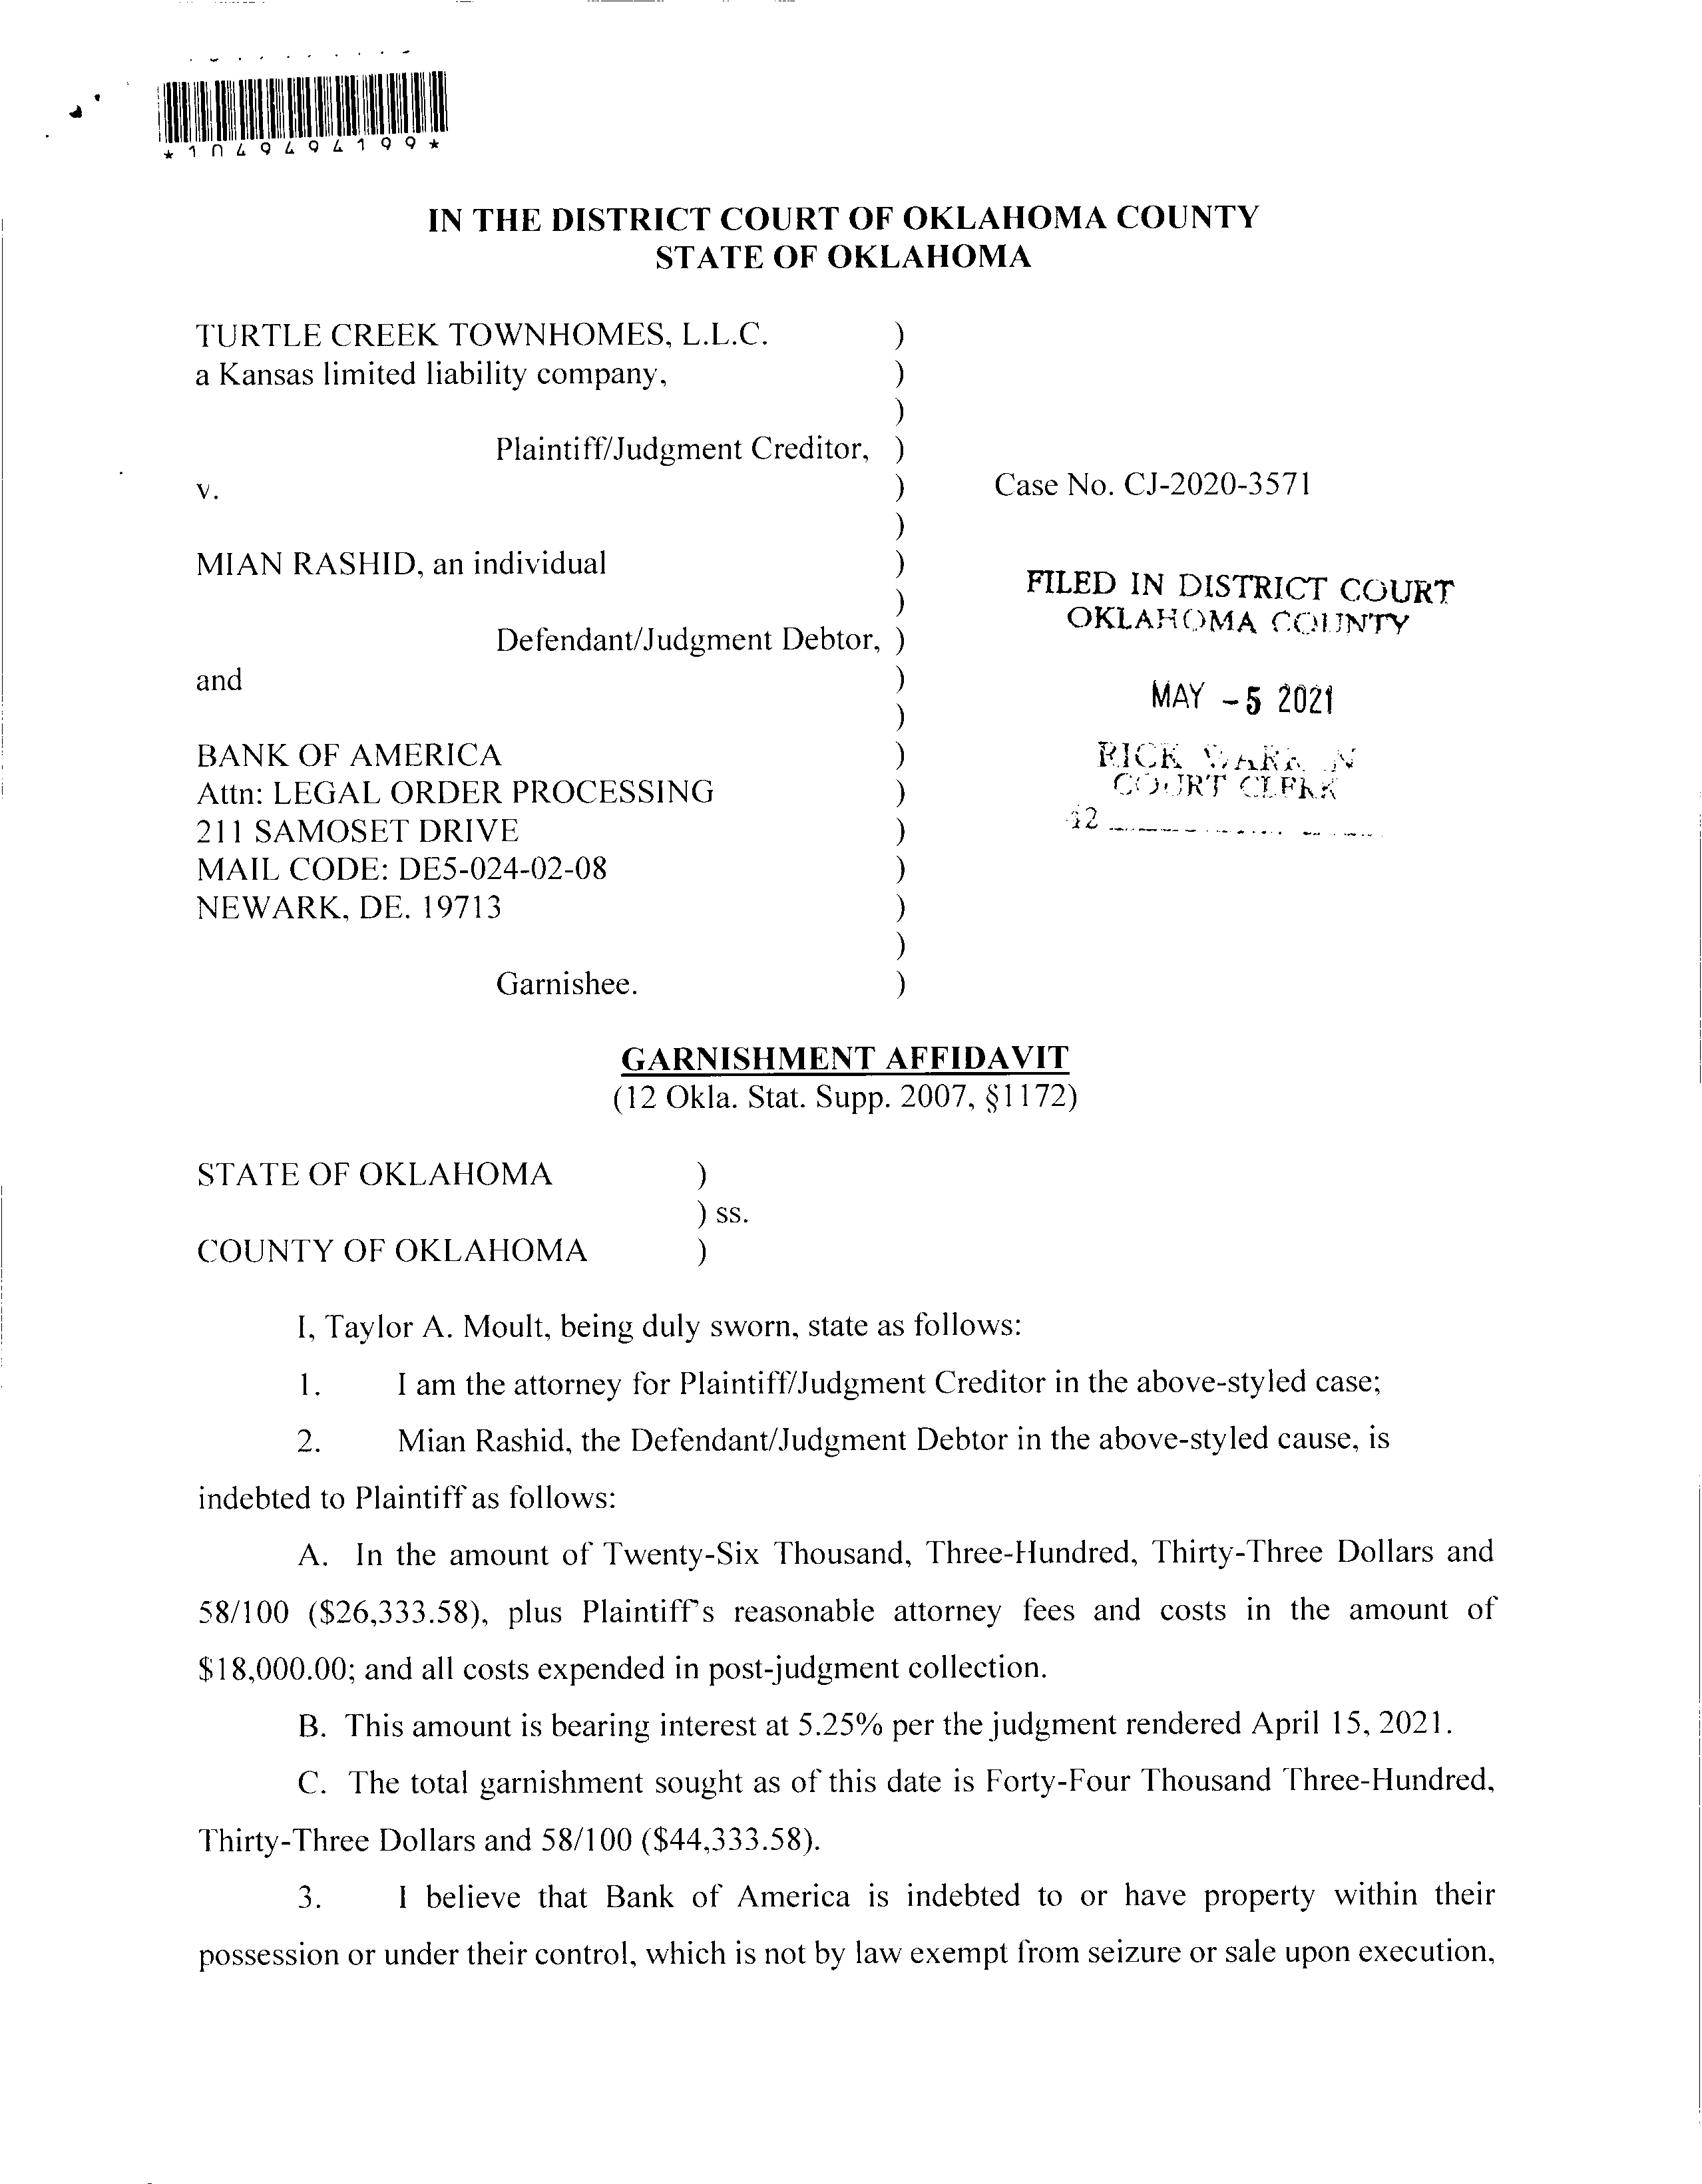 *1049494199*
IN THE DISTRICT COURT OF OKLAHOMA COUNTY
STATE OF OKLAHOMA
TURTLE CREEK TOWNHOMES, L.L.C. )
a Kansas limited liability company, )
)
Plaintiff/Judgment Creditor, )
v. ) Case No. CJ-2020-3571
)
MIAN RASHID, an individual )
) FILED IN DISTRICT COURT
OKLAHOMA COUNTY
Defendant/Judgment Debtor, )
and )
MAY -5 2021
)
BANK OF AMERICA ) RICK
Attn: LEGAL ORDER PROCESSING ) COURT CLERK
211 SAMOSET DRIVE )
MAIL CODE: DE5-024-02-08 )
NEWARK, DE. 19713 )
)
Garnishee. )
GARNISHMENT AFFIDAVIT
(12 Okla. Stat. Supp. 2007, §1172)
STATE OF OKLAHOMA )
) ss.
COUNTY OF OKLAHOMA )
I, Taylor A. Moult, being duly sworn, state as follows:
1. I am the attorney for Plaintiff/Judgment Creditor in the above-styled case;
2. Mian Rashid, the Defendant/Judgment Debtor in the above-styled cause, is
indebted to Plaintiff as follows:
A. In the amount of Twenty-Six Thousand, Three-Hundred, Thirty-Three Dollars and
58/100 ($26,333.58), plus Plaintiff's reasonable attorney fees and costs in the amount of
$18,000.00; and all costs expended in post-judgment collection.
B. This amount is bearing interest at 5.25% per the judgment rendered April 15, 2021.
C. The total garnishment sought as of this date is Forty-Four Thousand Three-Hundred,
Thirty-Three Dollars and 58/100 ($44,333.58).
3. I believe that Bank of America is indebted to or have property within their
possession or under their control, which is not by law exempt from seizure or sale upon execution,